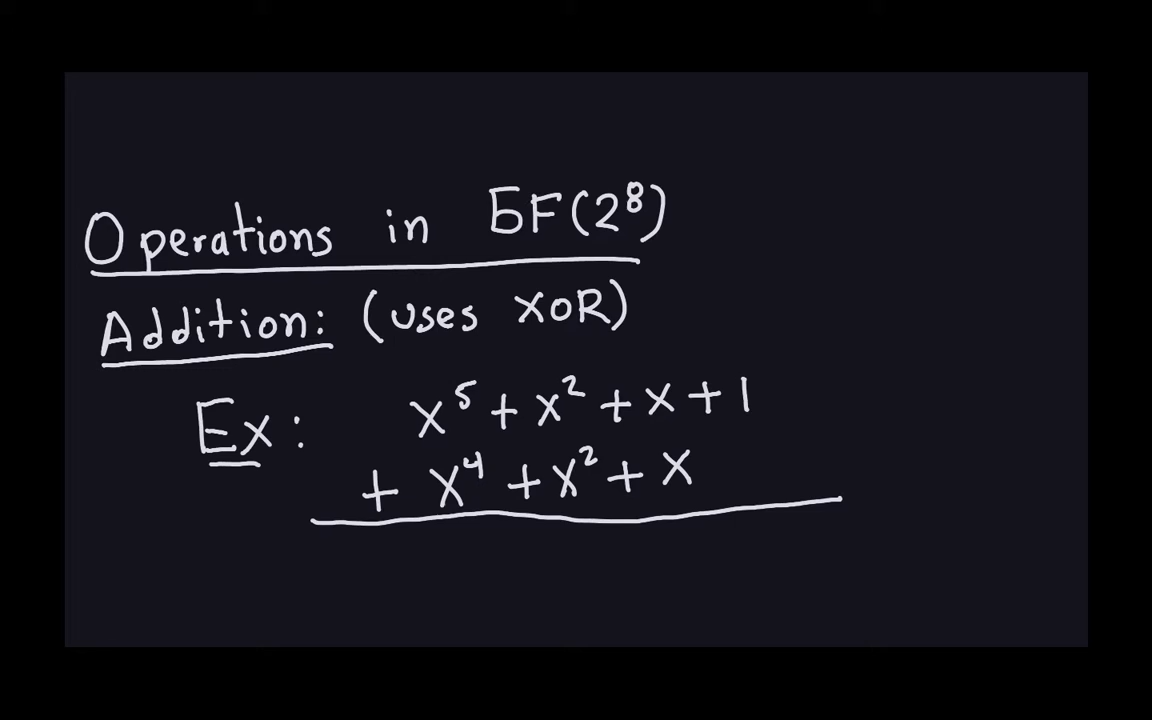 Operations in GF(2⁸)
Addition: (uses XOR)
Ex: x⁵ + x² + x + 1
+ x⁴ + x² + x